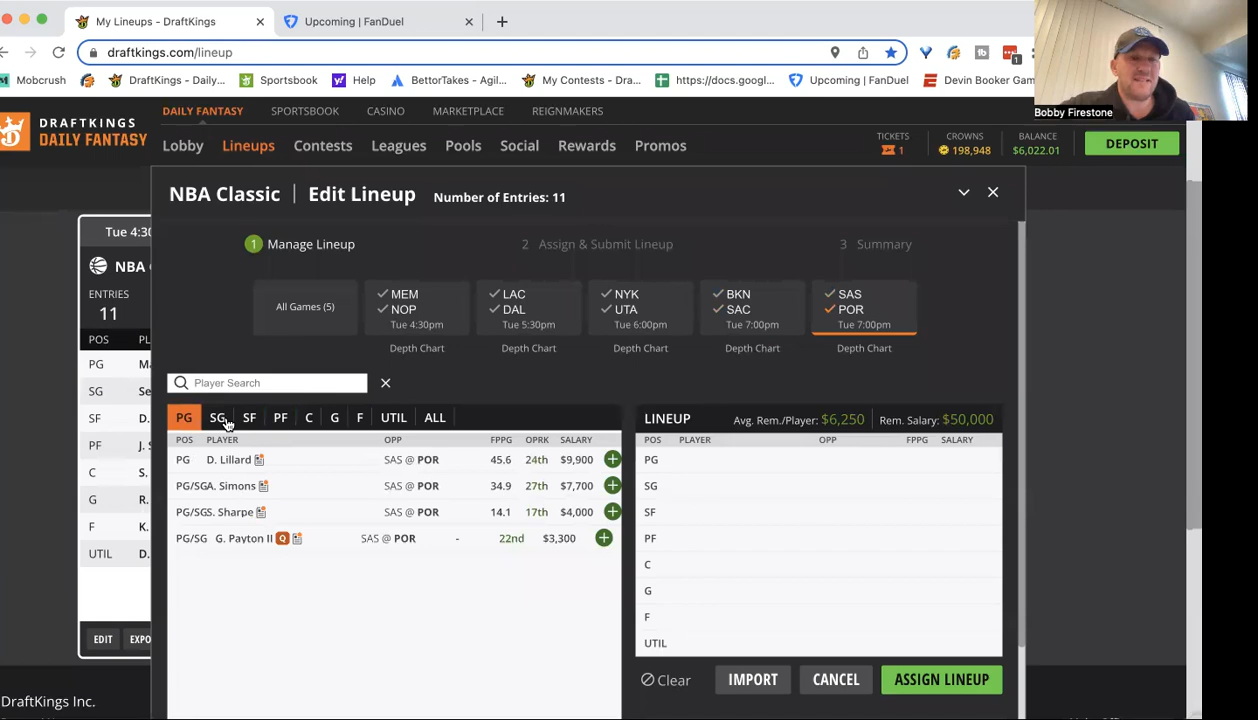 My Lineups - DraftKings
Upcoming | FanDuel
draftkings.com/lineup
1
Mobcrush
DraftKings - Daily...
Sportsbook
Help
BettorTakes - Agil...
My Contests - Dra...
https://docs.googl...
Upcoming | FanDuel
Devin Booker Gam
Bobby Firestone
DRAFTKINGS
DAILY FANTASY
DAILY FANTASY
SPORTSBOOK
CASINO
MARKETPLACE
REIGNMAKERS
Lobby
Lineups
Contests
Leagues
Pools
Social
Rewards
Promos
TICKETS
1
CROWNS
198,948
BALANCE
$6,022.01
DEPOSIT
NBA Classic | Edit Lineup Number of Entries: 11
1 Manage Lineup
2 Assign & Submit Lineup
3 Summary
All Games (5)
MEM
NOP
Tue 4:30pm
Depth Chart
LAC
DAL
Tue 5:30pm
Depth Chart
NYK
UTA
Tue 6:00pm
Depth Chart
BKN
SAC
Tue 7:00pm
Depth Chart
SAS
POR
Tue 7:00pm
Depth Chart
Player Search
PG SG SF PF C G F UTIL ALL
POS PLAYER OPP FPPG OPRK SALARY
PG D. Lillard SAS @ POR 45.6 24th $9,900
PG/SG A. Simons SAS @ POR 34.9 27th $7,700
PG/SG S. Sharpe SAS @ POR 14.1 17th $4,000
PG/SG G. Payton II Q SAS @ POR - 22nd $3,300
LINEUP Avg. Rem./Player: $6,250 Rem. Salary: $50,000
POS PLAYER OPP FPPG SALARY
PG
SG
SF
PF
C
G
F
UTIL
Clear
IMPORT
CANCEL
ASSIGN LINEUP
Tue 4:30
NBA
ENTRIES
11
POS
PG Ma
SG Se
SF D.
PF J. S
C S.
G R.
F K.
UTIL D.
EDIT
EXPO
DraftKings Inc.